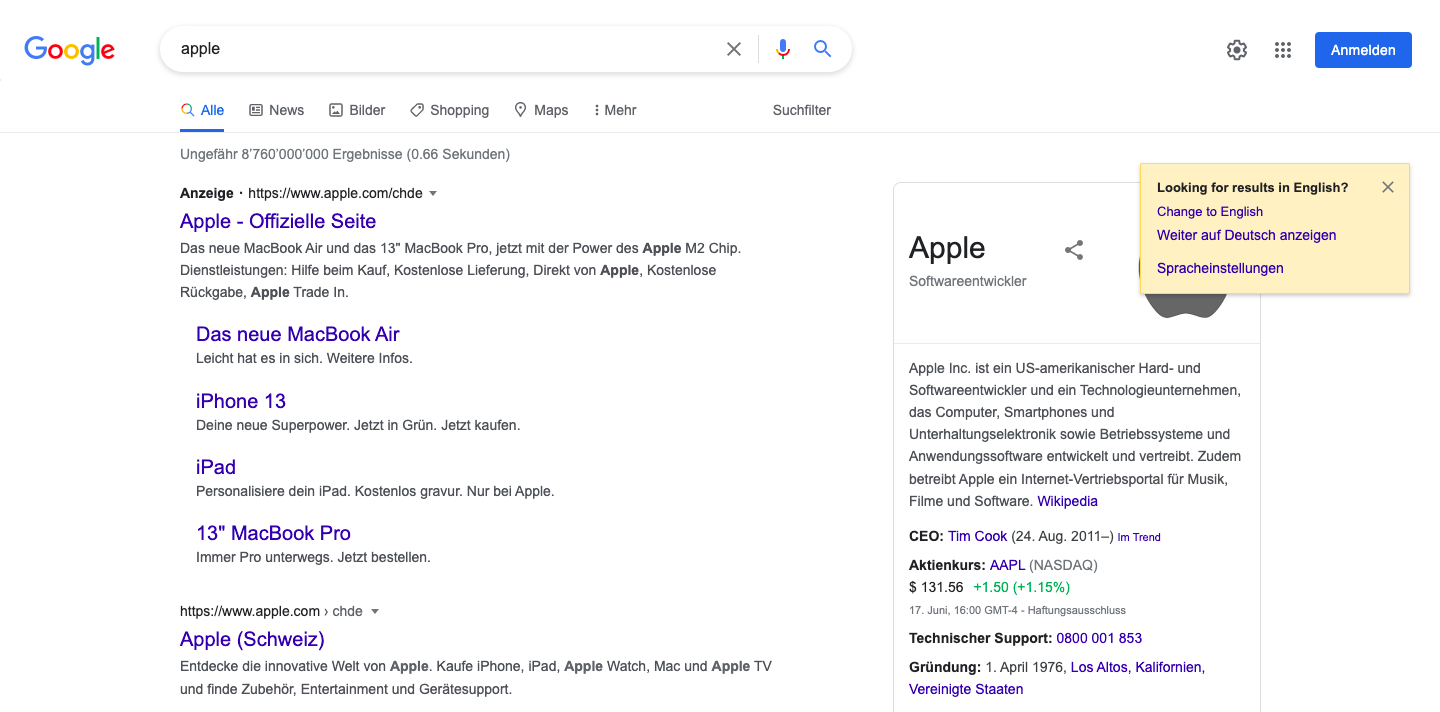 Google
apple
Anmelden
Alle
News
Bilder
Shopping
Maps
Mehr
Suchfilter
Ungefähr 8’760’000’000 Ergebnisse (0.66 Sekunden)
Anzeige · https://www.apple.com/chde
Apple - Offizielle Seite
Das neue MacBook Air und das 13" MacBook Pro, jetzt mit der Power des Apple M2 Chip.
Dienstleistungen: Hilfe beim Kauf, Kostenlose Lieferung, Direkt von Apple, Kostenlose
Rückgabe, Apple Trade In.
Das neue MacBook Air
Leicht hat es in sich. Weitere Infos.
iPhone 13
Deine neue Superpower. Jetzt in Grün. Jetzt kaufen.
iPad
Personalisiere dein iPad. Kostenlos gravur. Nur bei Apple.
13" MacBook Pro
Immer Pro unterwegs. Jetzt bestellen.
https://www.apple.com › chde
Apple (Schweiz)
Entdecke die innovative Welt von Apple. Kaufe iPhone, iPad, Apple Watch, Mac und Apple TV
und finde Zubehör, Entertainment und Gerätesupport.
Looking for results in English?
Change to English
Weiter auf Deutsch anzeigen
Spracheinstellungen
Apple
Softwareentwickler
Apple Inc. ist ein US-amerikanischer Hard- und
Softwareentwickler und ein Technologieunternehmen,
das Computer, Smartphones und
Unterhaltungselektronik sowie Betriebssysteme und
Anwendungssoftware entwickelt und vertreibt. Zudem
betreibt Apple ein Internet-Vertriebsportal für Musik,
Filme und Software. Wikipedia
CEO: Tim Cook (24. Aug. 2011–) Im Trend
Aktienkurs: AAPL (NASDAQ)
$ 131.56 +1.50 (+1.15%)
17. Juni, 16:00 GMT-4 - Haftungsausschluss
Technischer Support: 0800 001 853
Gründung: 1. April 1976, Los Altos, Kalifornien,
Vereinigte Staaten